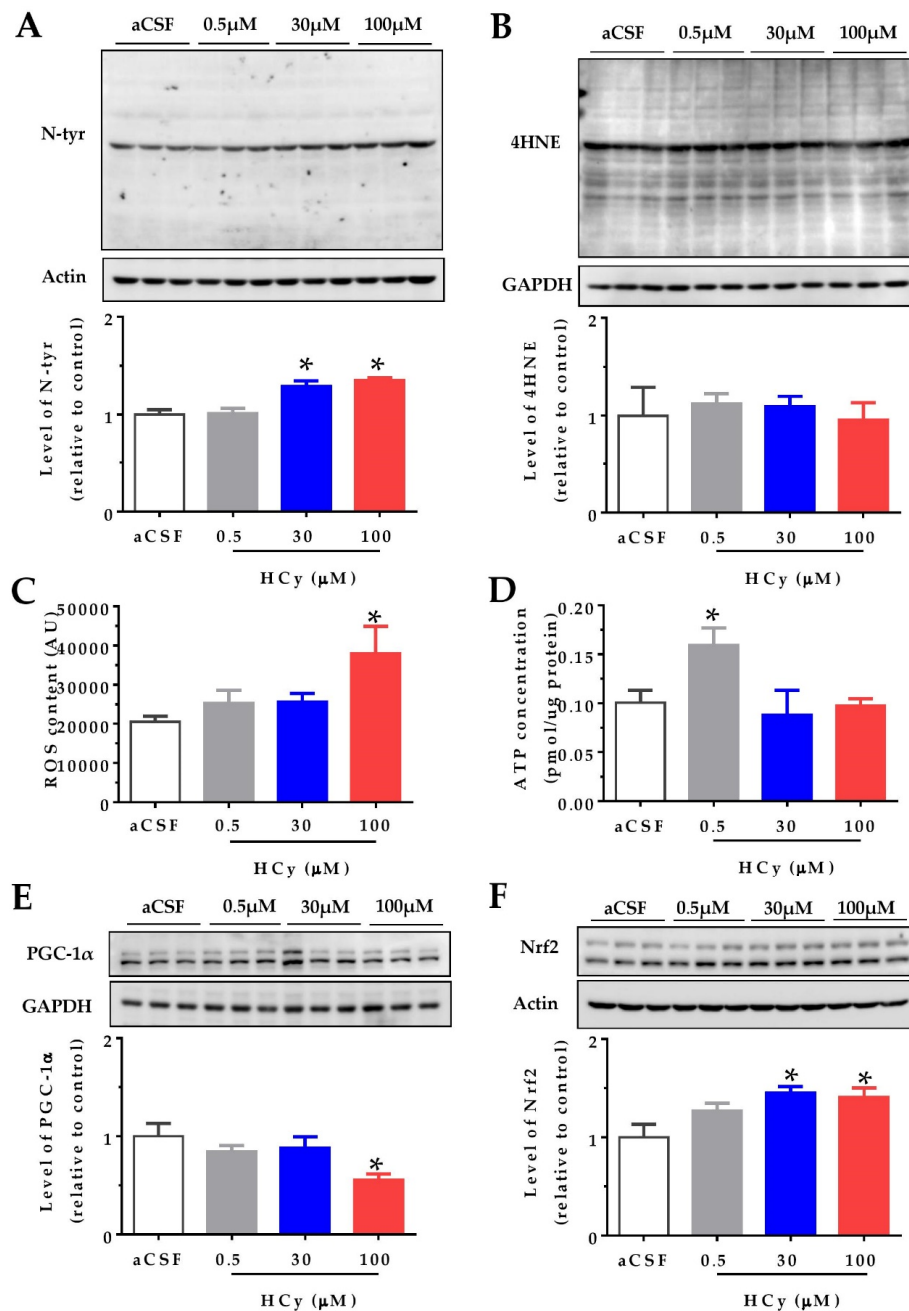 A
aCSF 0.5µM 30µM 100µM
N-tyr
Actin
Level of N-tyr
(relative to control)
2
1
0
* *
aCSF 0.5 30 100
HCy (µM)
B
aCSF 0.5µM 30µM 100µM
4HNE
GAPDH
Level of 4HNE
(relative to control)
2
1
0
aCSF 0.5 30 100
HCy (µM)
C
ROS content (AU)
50000
40000
30000
20000
10000
0
*
aCSF 0.5 30 100
HCy (µM)
D
ATP concentration
(pmol/ug protein)
0.20
0.15
0.10
0.05
0.00
*
aCSF 0.5 30 100
HCy (µM)
E
aCSF 0.5µM 30µM 100µM
PGC-1α
GAPDH
Level of PGC-1α
(relative to control)
2
1
0
*
aCSF 0.5 30 100
HCy (µM)
F
aCSF 0.5µM 30µM 100µM
Nrf2
Actin
Level of Nrf2
(relative to control)
2
1
0
* *
aCSF 0.5 30 100
HCy (µM)